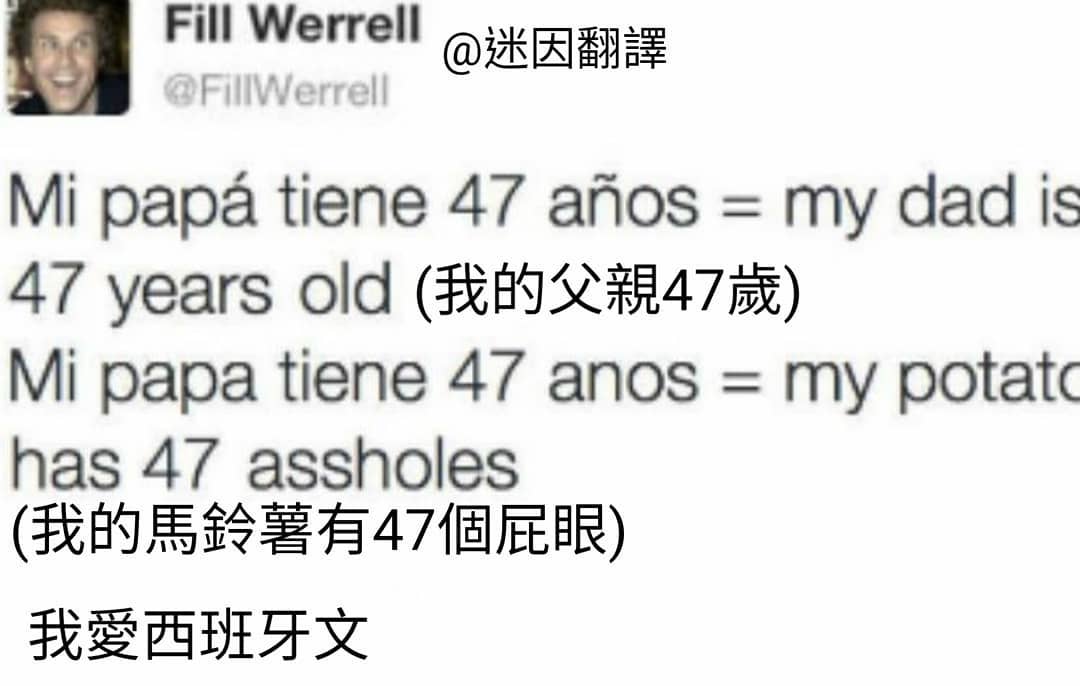 Fill Werrell
@迷因翻譯
@FillWerrell
Mi papá tiene 47 años = my dad is
47 years old (我的父親47歲)
Mi papa tiene 47 anos = my potato
has 47 assholes
(我的馬鈴薯有47個屁眼)
我愛西班牙文